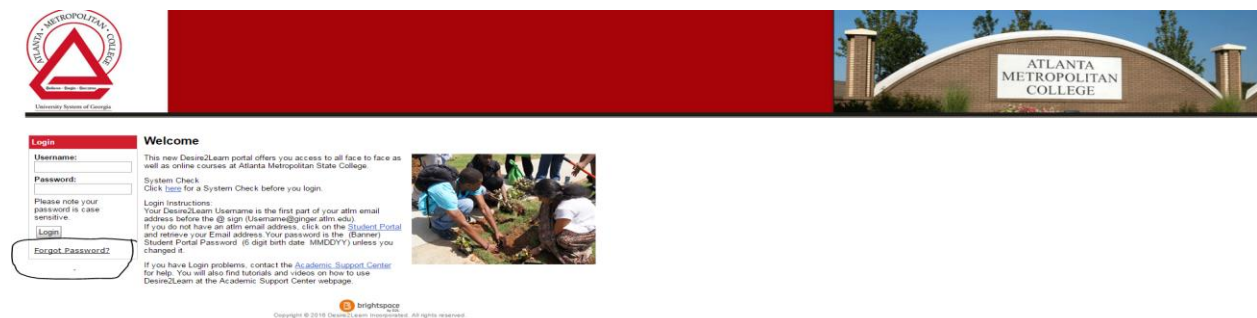 ATLANTA • METROPOLITAN • COLLEGE
University System of Georgia
ATLANTA
METROPOLITAN
COLLEGE
Login
Username:
Password:
Please note your
password is case
sensitive.
Login
Forgot Password?
Welcome
This new Desire2Learn portal offers you access to all face to face as
well as online courses at Atlanta Metropolitan State College.
System Check
Click here for a System Check before you login.
Login Instructions:
Your Desire2Learn Username is the first part of your atlm email
address before the @ sign (Username@ginger.atlm.edu).
If you do not have an atlm email address, click on the Student Portal
and retrieve your Email address.Your password is the (Banner)
Student Portal Password (6 digit birth date MMDDYY) unless you
changed it.
If you have Login problems, contact the Academic Support Center
for help. You will also find tutorials and videos on how to use
Desire2Learn at the Academic Support Center webpage.
brightspace
Copyright © 2016 Desire2Learn Incorporated. All rights reserved.